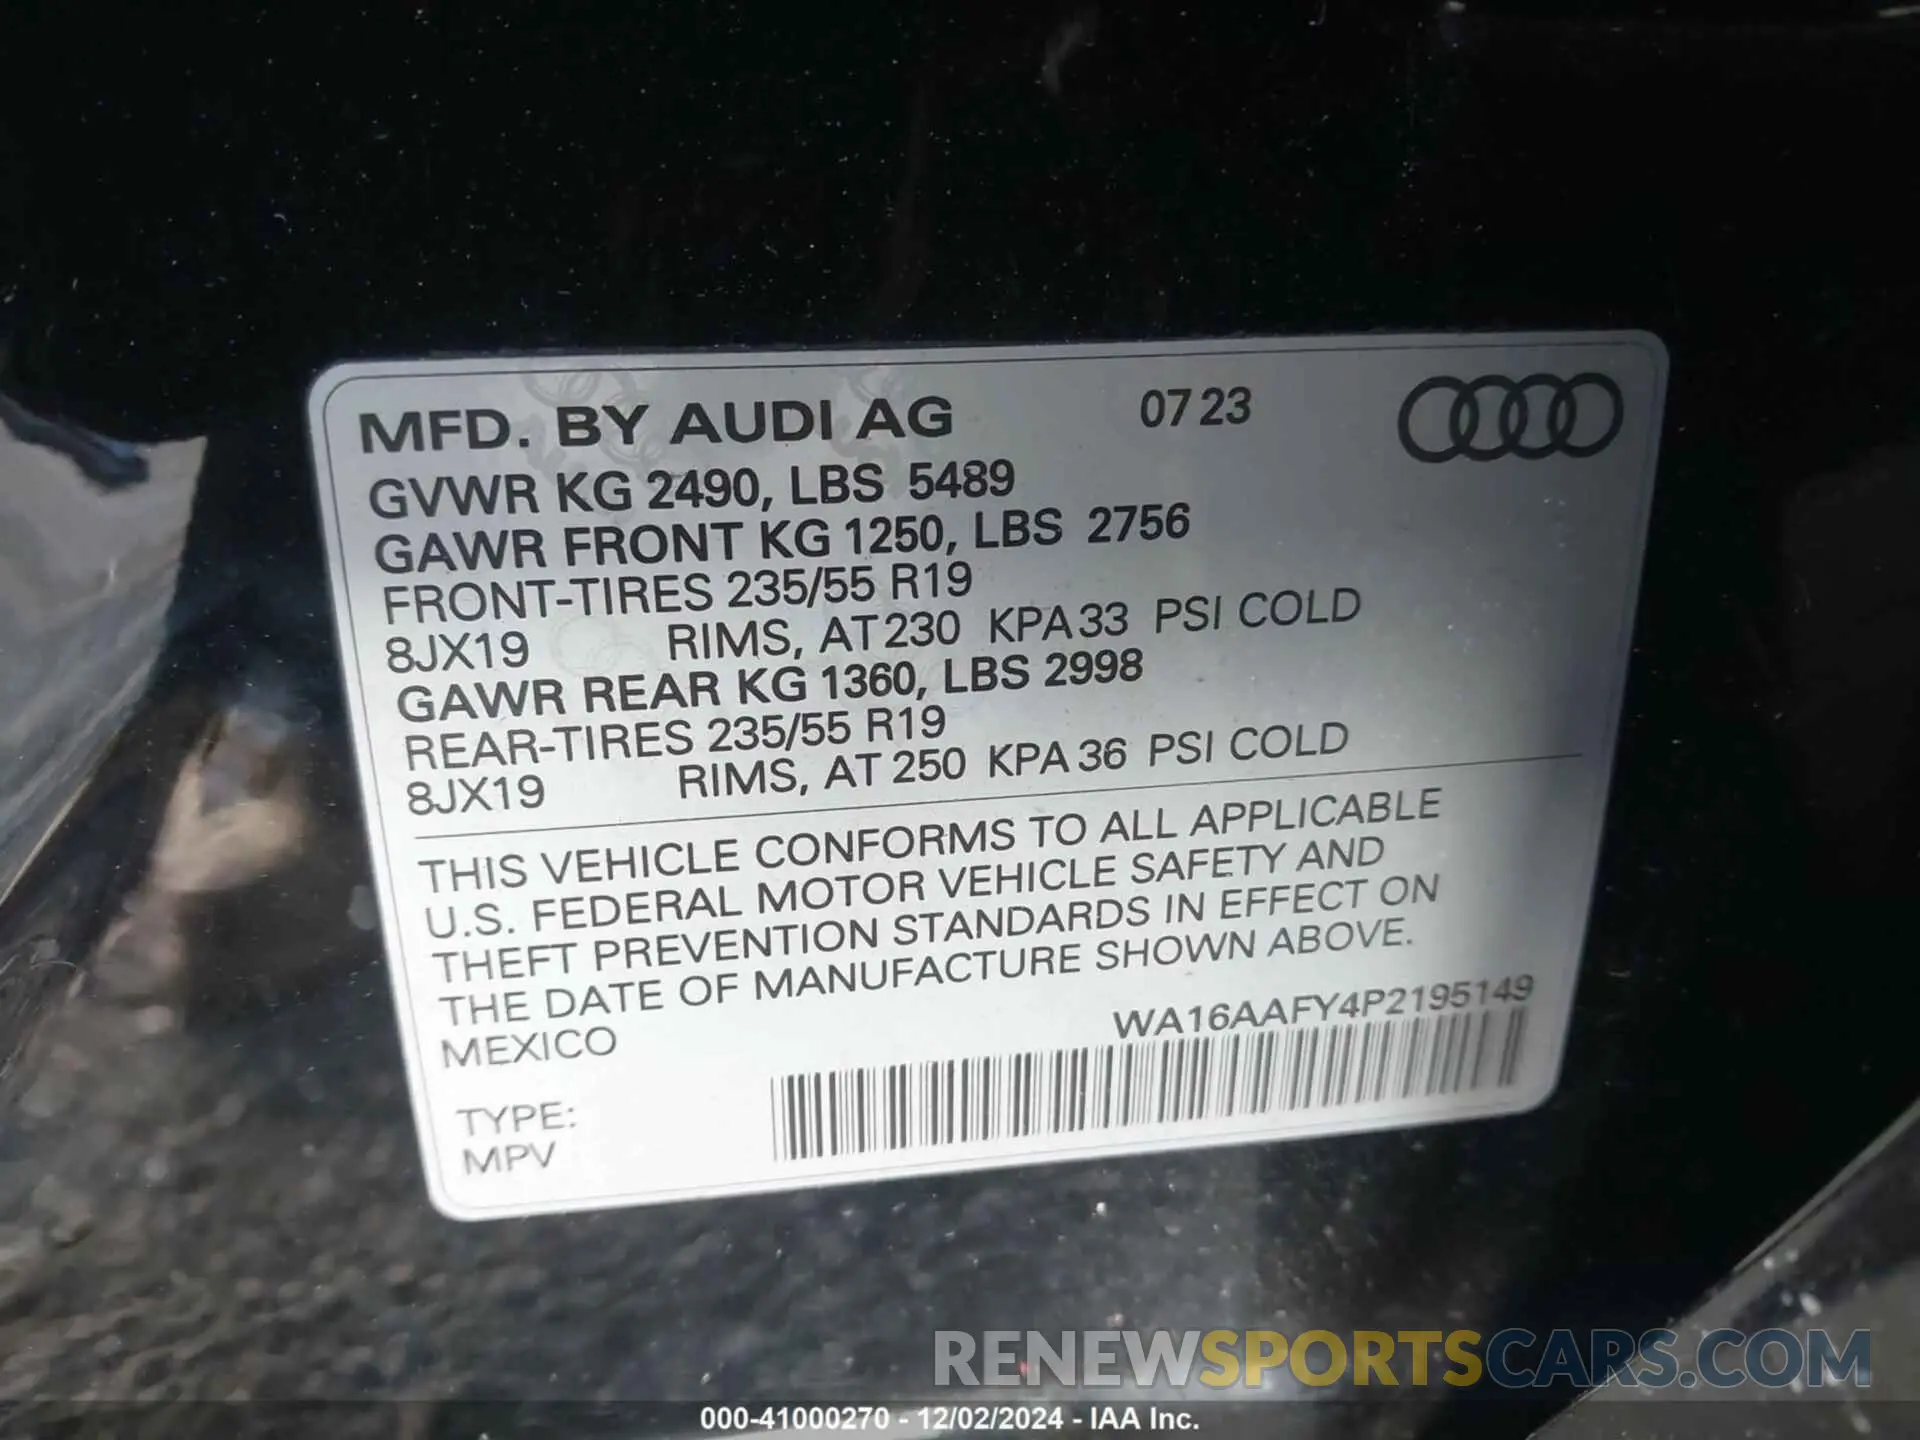 MFD. BY AUDI AG 07 23
GVWR KG 2490, LBS 5489
GAWR FRONT KG 1250, LBS 2756
FRONT-TIRES 235/55 R19
8JX19 RIMS, AT 230 KPA 33 PSI COLD
GAWR REAR KG 1360, LBS 2998
REAR-TIRES 235/55 R19
8JX19 RIMS, AT 250 KPA 36 PSI COLD
THIS VEHICLE CONFORMS TO ALL APPLICABLE
U.S. FEDERAL MOTOR VEHICLE SAFETY AND
THEFT PREVENTION STANDARDS IN EFFECT ON
THE DATE OF MANUFACTURE SHOWN ABOVE.
MEXICO
WA16AAFY4P2195149
TYPE:
MPV
RENEWSPORTSCARS.COM
000-41000270 - 12/02/2024 - IAA Inc.